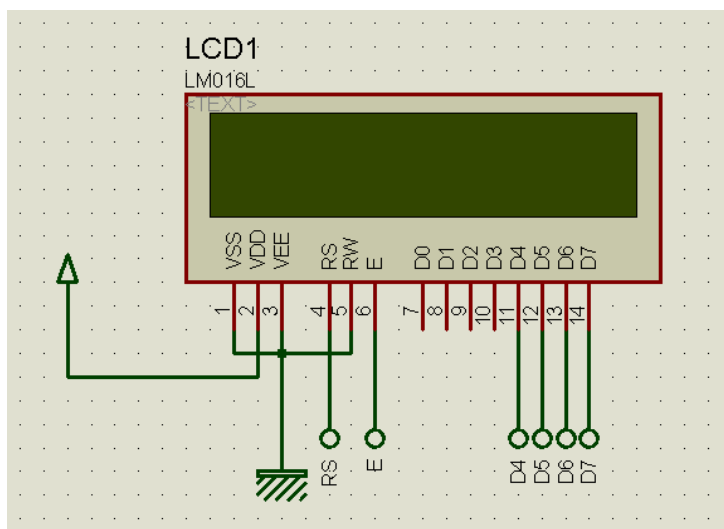 LCD1
LM016L
<TEXT>
VSS VDD VEE RS RW E D0 D1 D2 D3 D4 D5 D6 D7
1 2 3 4 5 6 7 8 9 10 11 12 13 14
RS E D4 D5 D6 D7